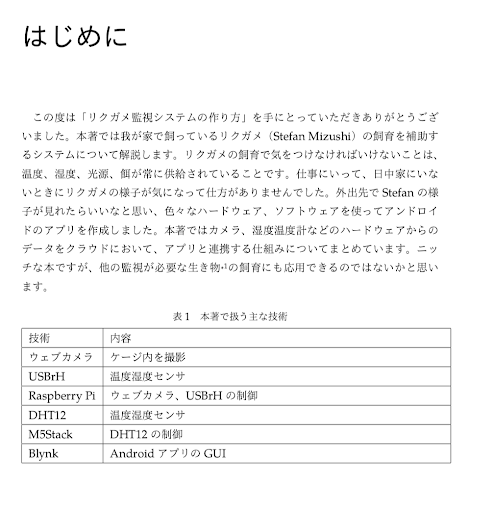 はじめに
この度は「リクガメ監視システムの作り方」を手にとっていただきありがとうござ
いました。本著では我が家で飼っているリクガメ（Stefan Mizushi）の飼育を補助す
るシステムについて解説します。リクガメの飼育で気をつけなければいけないことは、
温度、湿度、光源、餌が常に供給されていることです。仕事にいって、日中家にいな
いときにリクガメの様子が気になって仕方がありませんでした。外出先で Stefan の様
子が見れたらいいなと思い、色々なハードウェア、ソフトウェアを使ってアンドロイ
ドのアプリを作成しました。本著ではカメラ、湿度温度計などのハードウェアからの
データをクラウドにおいて、アプリと連携する仕組みについてまとめています。ニッ
チな本ですが、他の監視が必要な生き物*1の飼育にも応用できるのではないかと思い
ます。
表 1　本著で扱う主な技術
技術 内容
ウェブカメラ ケージ内を撮影
USBrH 温度湿度センサ
Raspberry Pi ウェブカメラ、USBrH の制御
DHT12 温度湿度センサ
M5Stack DHT12 の制御
Blynk Android アプリの GUI